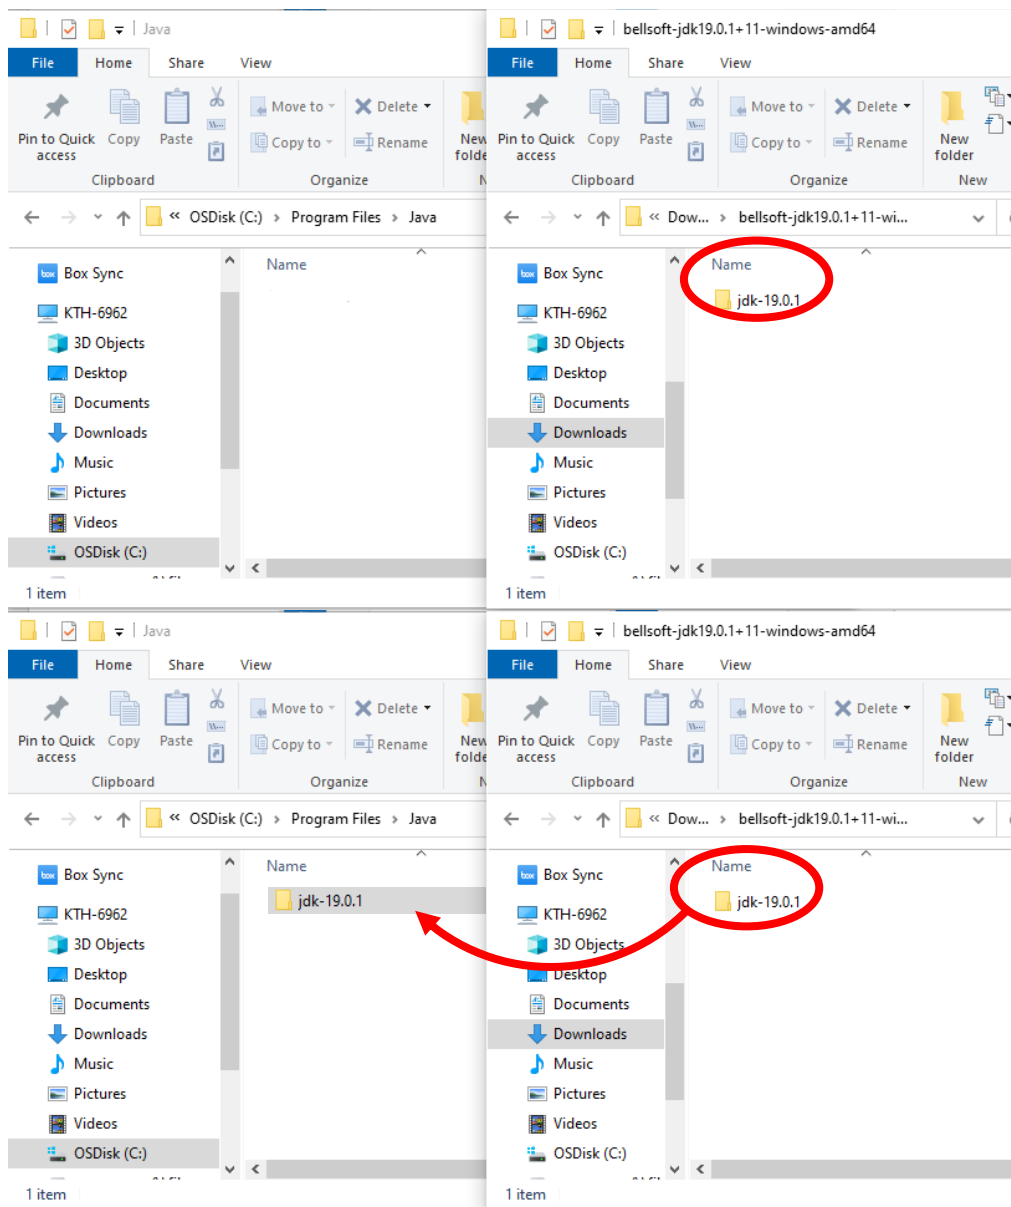 Java
File Home Share View
Pin to Quick access
Copy
Paste
Move to
Copy to
Delete
Rename
New
Clipboard
Organize
« OSDisk (C:) › Program Files › Java
Name
Box Sync
KTH-6962
3D Objects
Desktop
Documents
Downloads
Music
Pictures
Videos
OSDisk (C:)
1 item
bellsoft-jdk19.0.1+11-windows-amd64
File Home Share View
Pin to Quick access
Copy
Paste
Move to
Copy to
Delete
Rename
New folder
Clipboard
Organize
New
« Dow... › bellsoft-jdk19.0.1+11-wi...
Name
jdk-19.0.1
Box Sync
KTH-6962
3D Objects
Desktop
Documents
Downloads
Music
Pictures
Videos
OSDisk (C:)
1 item
Java
File Home Share View
Pin to Quick access
Copy
Paste
Move to
Copy to
Delete
Rename
New
Clipboard
Organize
« OSDisk (C:) › Program Files › Java
Name
jdk-19.0.1
Box Sync
KTH-6962
3D Objects
Desktop
Documents
Downloads
Music
Pictures
Videos
OSDisk (C:)
1 item
bellsoft-jdk19.0.1+11-windows-amd64
File Home Share View
Pin to Quick access
Copy
Paste
Move to
Copy to
Delete
Rename
New folder
Clipboard
Organize
New
« Dow... › bellsoft-jdk19.0.1+11-wi...
Name
jdk-19.0.1
Box Sync
KTH-6962
3D Objects
Desktop
Documents
Downloads
Music
Pictures
Videos
OSDisk (C:)
1 item